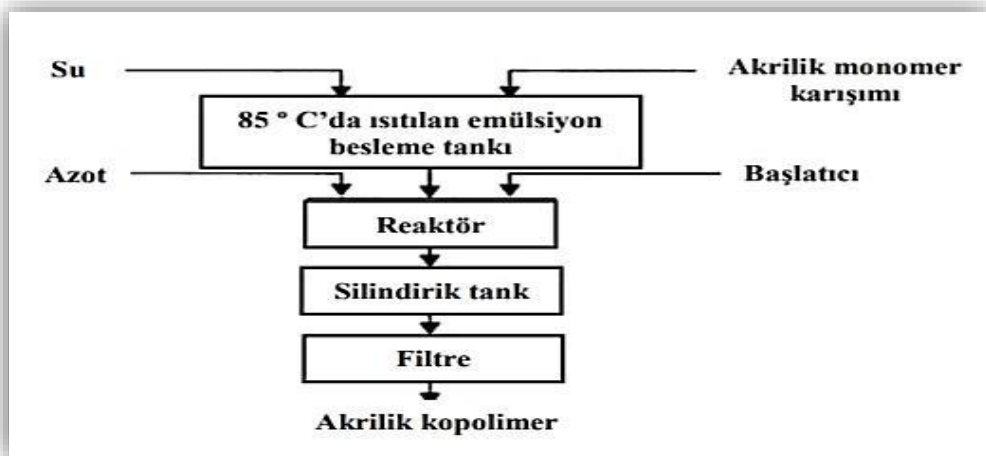 Su
Akrilik monomer
karışımı
85 ° C’da ısıtılan emülsiyon
besleme tankı
Azot
Başlatıcı
Reaktör
Silindirik tank
Filtre
Akrilik kopolimer